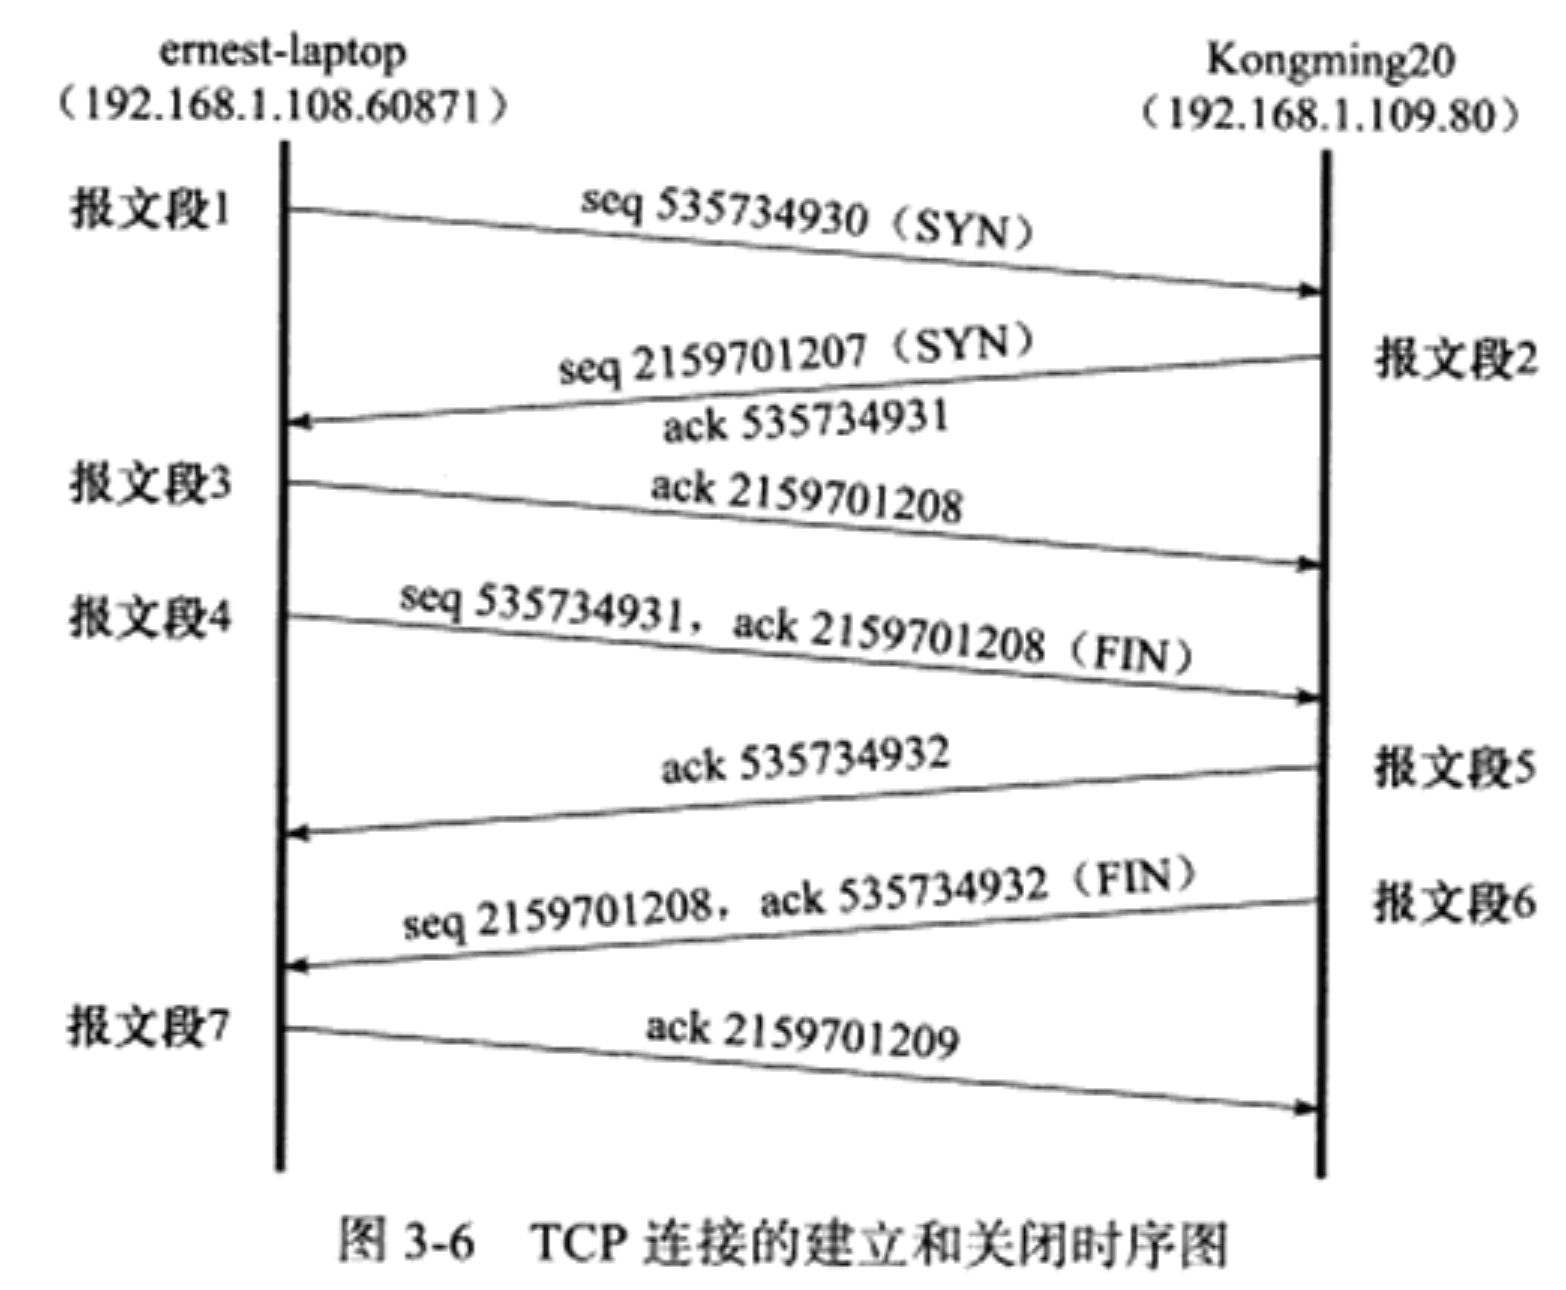 ernest-laptop
（192.168.1.108.60871）
Kongming20
（192.168.1.109.80）
报文段1
seq 535734930（SYN）
seq 2159701207（SYN）
报文段2
ack 535734931
报文段3
ack 2159701208
报文段4
seq 535734931，ack 2159701208（FIN）
ack 535734932
报文段5
seq 2159701208，ack 535734932（FIN）
报文段6
报文段7
ack 2159701209
图 3-6 TCP 连接的建立和关闭时序图